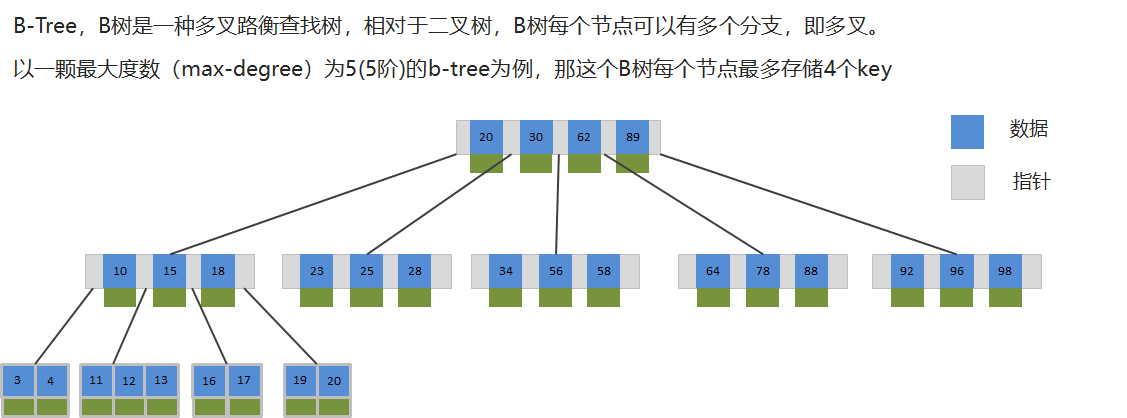 B-Tree，B树是一种多叉路衡查找树，相对于二叉树，B树每个节点可以有多个分支，即多叉。
以一颗最大度数（max-degree）为5(5阶)的b-tree为例，那这个B树每个节点最多存储4个key
数据
20 30 62 89
指针
10 15 18 23 25 28 34 56 58 64 78 88 92 96 98
3 4 11 12 13 16 17 19 20